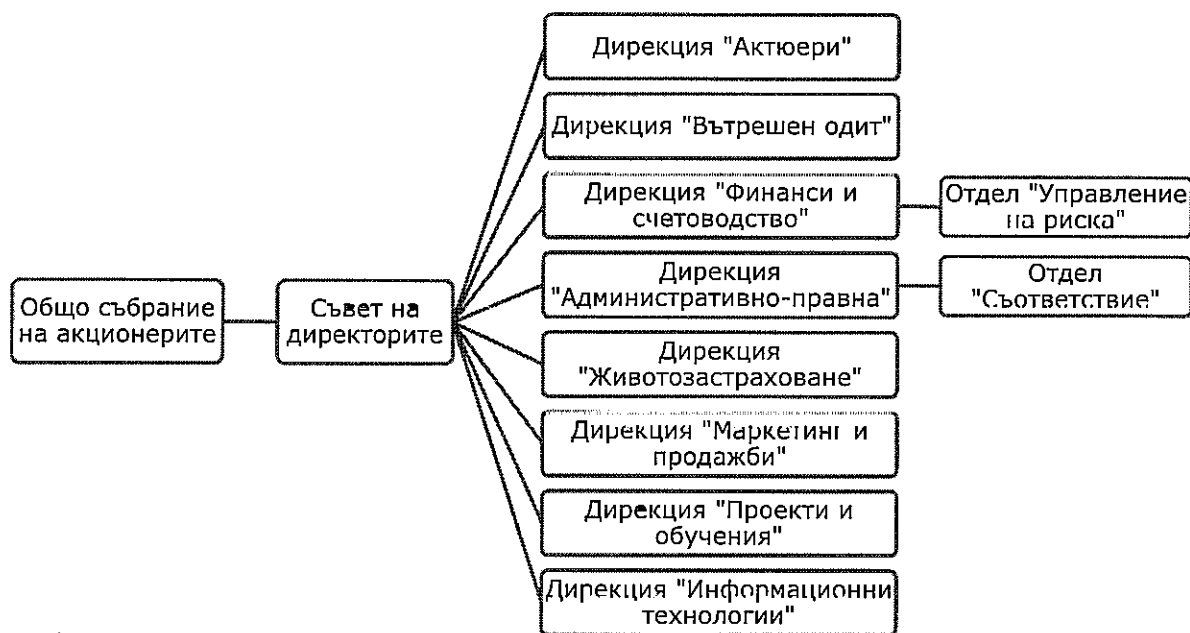 Дирекция "Актюери"
Дирекция "Вътрешен одит"
Дирекция "Финанси и
счетоводство"
Отдел "Управление
на риска"
Дирекция
"Административно-правна"
Отдел
"Съответствие"
Общо събрание
на акционерите
Съвет на
директорите
Дирекция
"Животозастраховане"
Дирекция "Маркетинг и
продажби"
Дирекция "Проекти и
обучения"
Дирекция "Информационни
технологии"